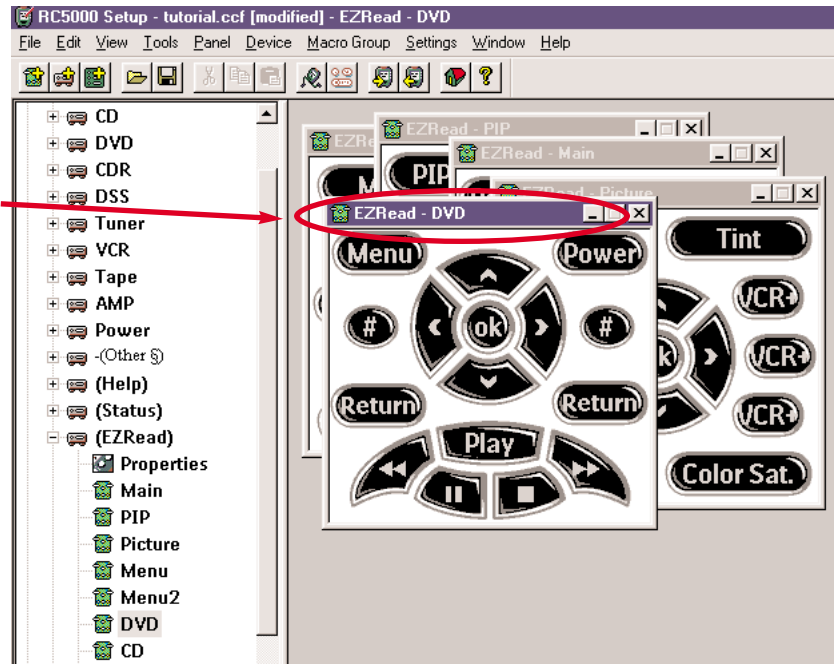 RC5000 Setup - tutorial.ccf [modified] - EZRead - DVD
File Edit View Tools Panel Device Macro Group Settings Window Help
CD
DVD
CDR
DSS
Tuner
VCR
Tape
AMP
Power
-(Other §)
(Help)
(Status)
(EZRead)
Properties
Main
PIP
Picture
Menu
Menu2
DVD
CD
EZRe
EZRead - PIP
EZRead - Main
EZRead - Picture
M
PIP
EZRead - DVD
Menu
Power
#
ok
#
Return
Return
Play
Tint
VCR+
k
VCR+
VCR+
Color Sat.